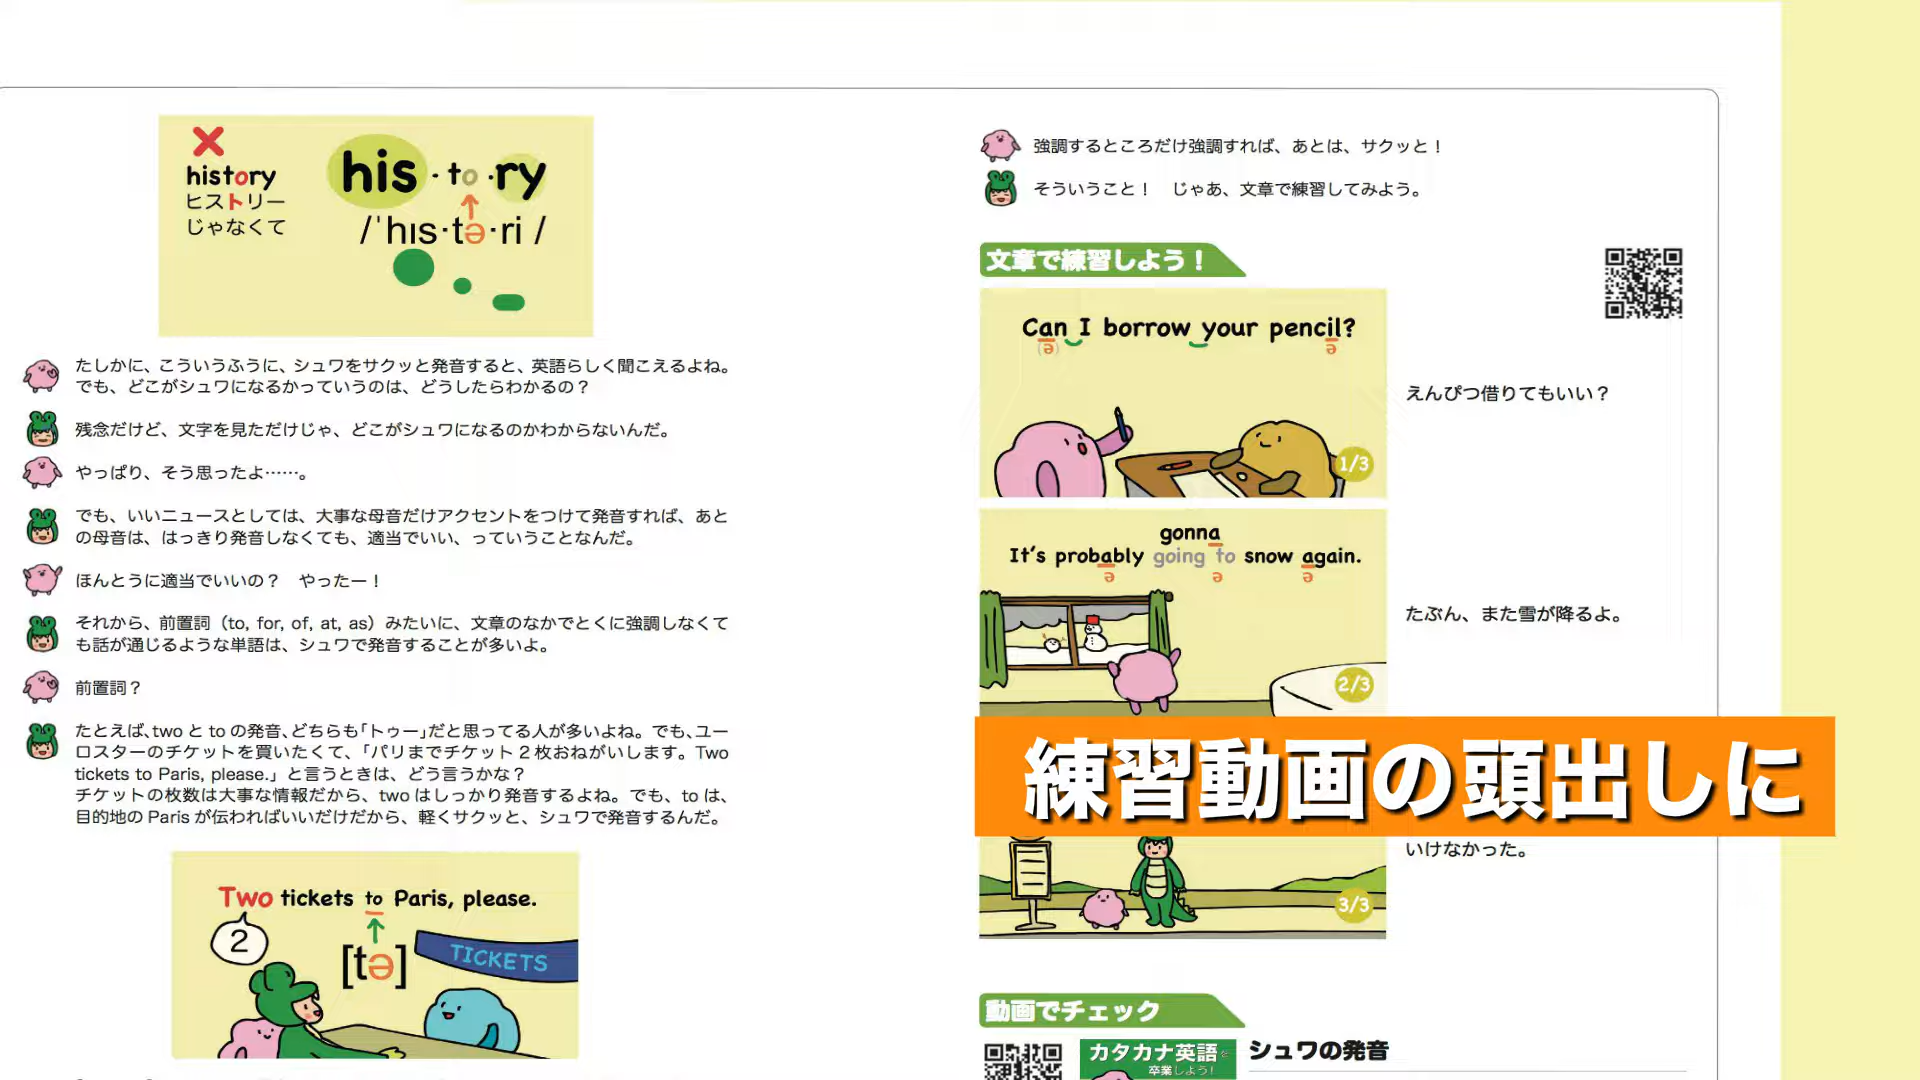 history
ヒストリー
じゃなくて
his·to·ry
/ˈhɪs·tə·ri /
たしかに、こういうふうに、シュワをサクッと発音すると、英語らしく聞こえるよね。
でも、どこがシュワになるかっていうのは、どうしたらわかるの？
残念だけど、文字を見ただけじゃ、どこがシュワになるのかわからないんだ。
やっぱり、そう思ったよ……。
でも、いいニュースとしては、大事な母音だけアクセントをつけて発音すれば、あと
の母音は、はっきり発音しなくても、適当でいい、っていうことなんだ。
ほんとうに適当でいいの？　やったー！
それから、前置詞（to, for, of, at, as）みたいに、文章のなかでとくに強調しなくて
も話が通じるような単語は、シュワで発音することが多いよ。
前置詞？
たとえば、two と to の発音、どちらも「トゥー」だと思ってる人が多いよね。でも、ユー
ロスターのチケットを買いたくて、「パリまでチケット 2 枚おねがいします。Two
tickets to Paris, please.」と言うときは、どう言うかな？
チケットの枚数は大事な情報だから、two はしっかり発音するよね。でも、to は、
目的地の Paris が伝わればいいだけだから、軽くサクッと、シュワで発音するんだ。
Two tickets to Paris, please.
2
[tə]
TICKETS
強調するところだけ強調すれば、あとは、サクッと！
そういうこと！　じゃあ、文章で練習してみよう。
文章で練習しよう！
Can I borrow your pencil?
(ə) ə
1/3
えんぴつ借りてもいい？
gonna
It's probably going to snow again.
ə ə ə
2/3
たぶん、また雪が降るよ。
練習動画の頭出しに
いけなかった。
3/3
動画でチェック
カタカナ英語を
卒業しよう!
シュワの発音